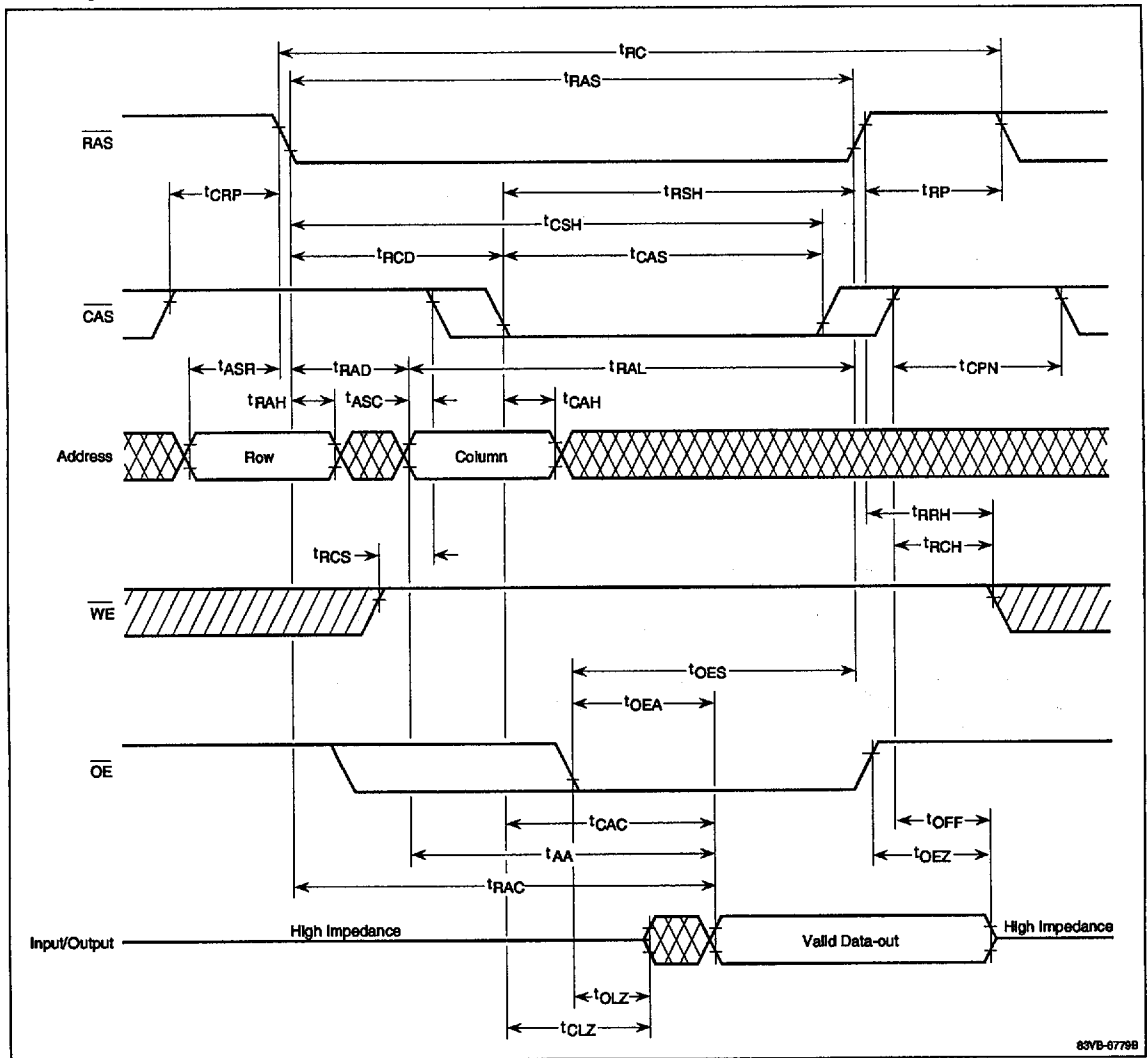 tRC
tRAS
RAS
tCRP
tRSH
tRP
tCSH
tRCD
tCAS
CAS
tASR
tRAD
tRAL
tCPN
tRAH
tASC
tCAH
Address
Row
Column
tRRH
tRCS
tRCH
WE
tOES
tOEA
OE
tCAC
tOFF
tAA
tOEZ
tRAC
High Impedance
High Impedance
Input/Output
Valid Data-out
tOLZ
tCLZ
83YB-6779B